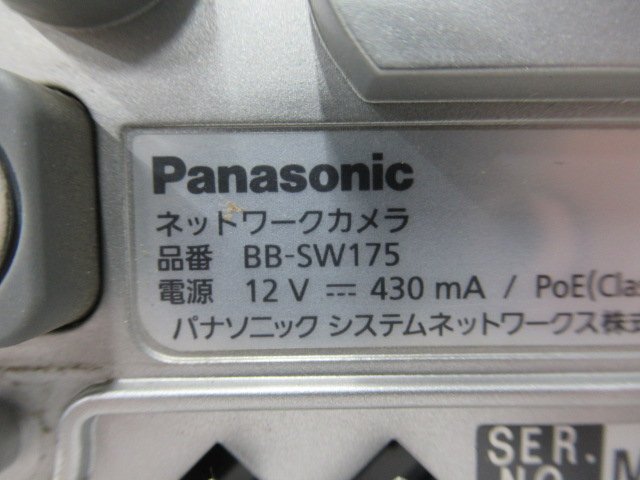 Panasonic
ネットワークカメラ
品番 BB-SW175
電源 12 V ⎓ 430 mA / PoE(Clas
パナソニック システムネットワークス株式
SER.
NO.